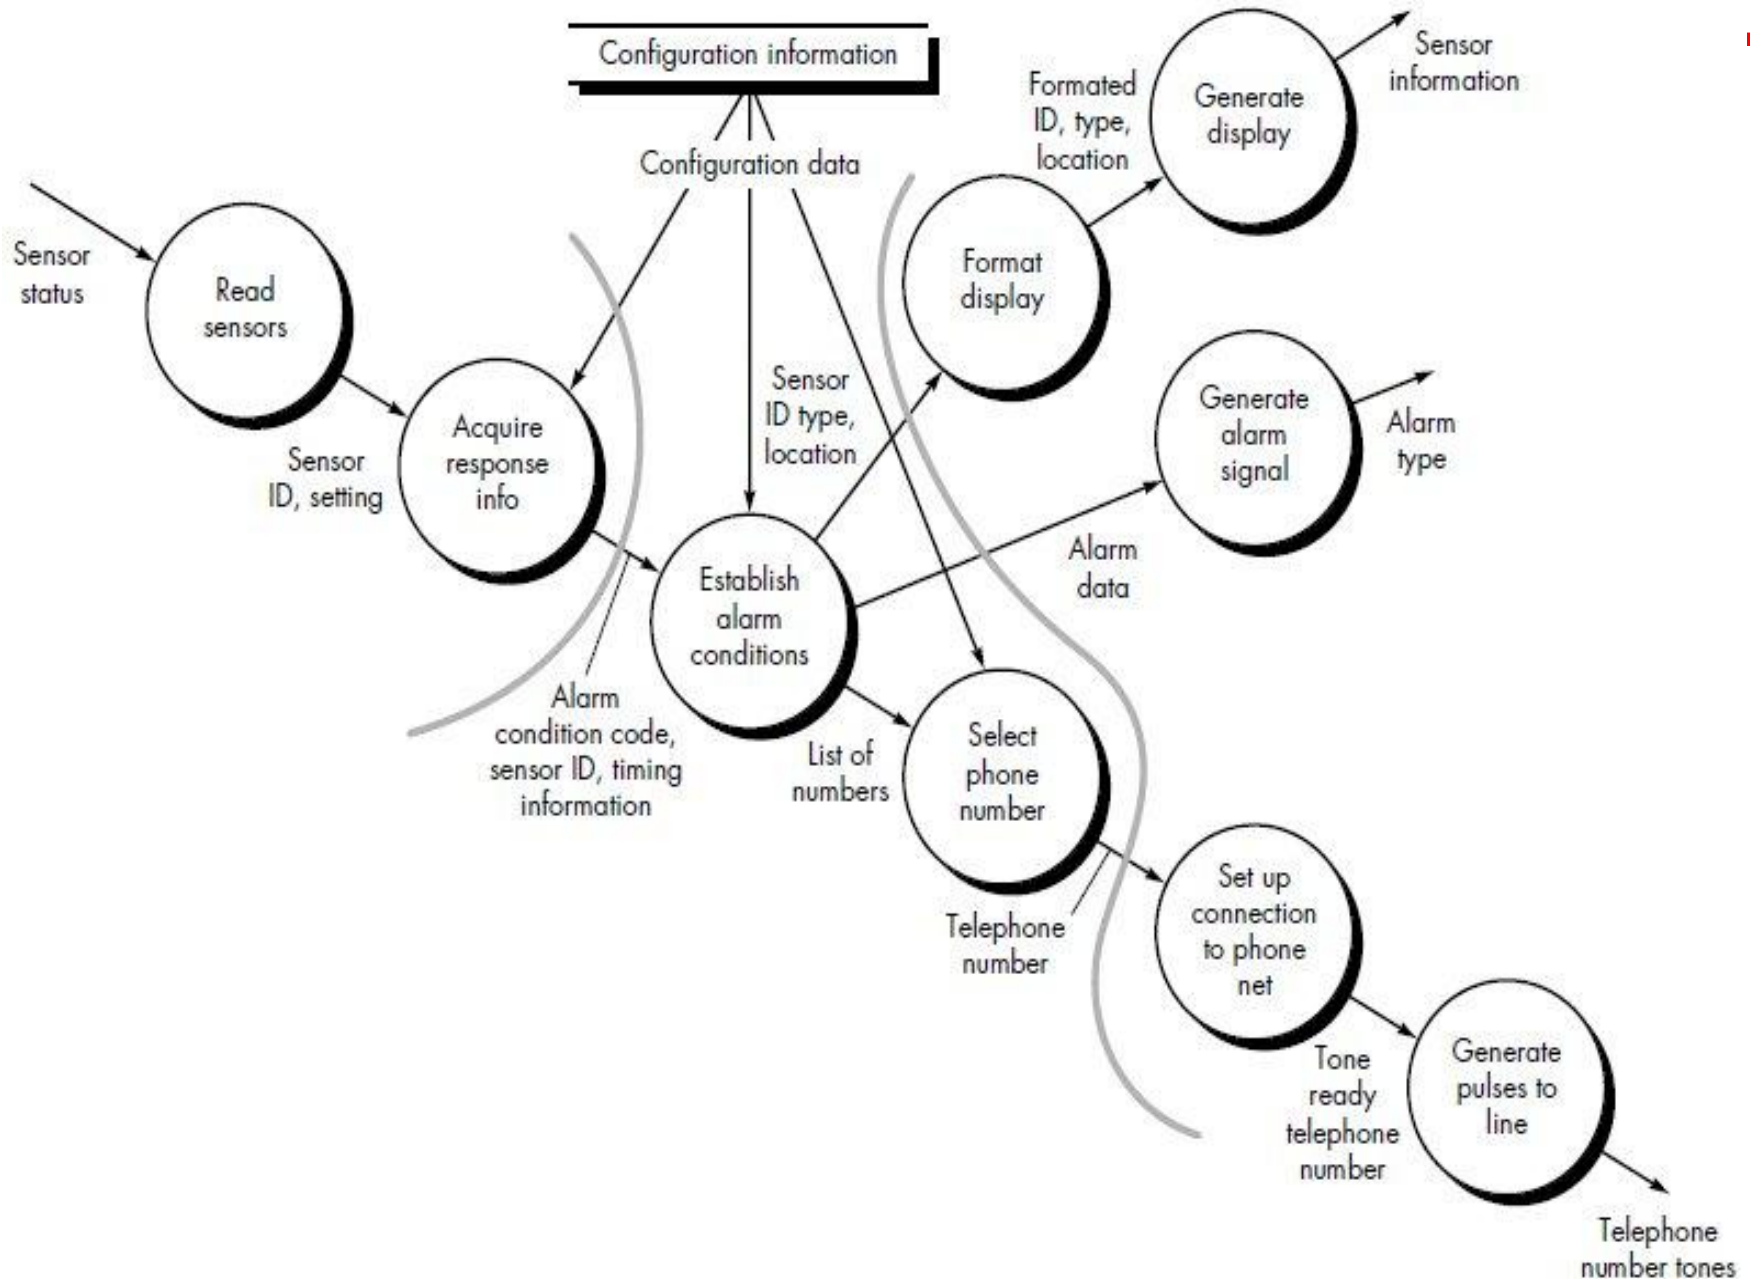 Configuration information
Configuration data
Sensor
status
Read
sensors
Sensor
ID, setting
Acquire
response
info
Alarm
condition code,
sensor ID, timing
information
Establish
alarm
conditions
Sensor
ID type,
location
Format
display
Formated
ID, type,
location
Generate
display
Sensor
information
Alarm
data
Generate
alarm
signal
Alarm
type
List of
numbers
Select
phone
number
Telephone
number
Set up
connection
to phone
net
Tone
ready
telephone
number
Generate
pulses to
line
Telephone
number tones